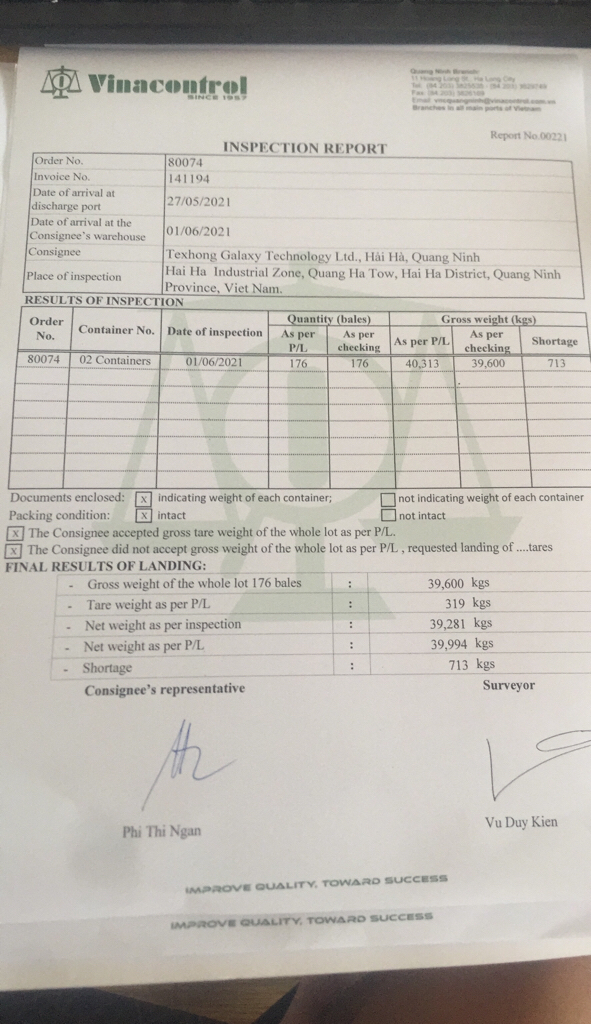 Vinacontrol
SINCE 1957
Quang Ninh Branch
Branches in all main ports of Vietnam
Report No.00221
INSPECTION REPORT
Order No. 80074
Invoice No. 141194
Date of arrival at discharge port 27/05/2021
Date of arrival at the Consignee's warehouse 01/06/2021
Consignee Texhong Galaxy Technology Ltd., Hải Hà, Quang Ninh
Place of inspection Hai Ha Industrial Zone, Quang Ha Tow, Hai Ha District, Quang Ninh Province, Viet Nam.
RESULTS OF INSPECTION
Order No. Container No. Date of inspection Quantity (bales) Gross weight (kgs)
As per P/L As per checking As per P/L As per checking Shortage
80074 02 Containers 01/06/2021 176 176 40,313 39,600 713
Documents enclosed: x indicating weight of each container; not indicating weight of each container
Packing condition: x intact not intact
x The Consignee accepted gross tare weight of the whole lot as per P/L.
x The Consignee did not accept gross weight of the whole lot as per P/L , requested landing of ....tares
FINAL RESULTS OF LANDING:
- Gross weight of the whole lot 176 bales : 39,600 kgs
- Tare weight as per P/L : 319 kgs
- Net weight as per inspection : 39,281 kgs
- Net weight as per P/L : 39,994 kgs
- Shortage : 713 kgs
Consignee's representative Surveyor
Phi Thi Ngan Vu Duy Kien
IMPROVE QUALITY, TOWARD SUCCESS
IMPROVE QUALITY, TOWARD SUCCESS